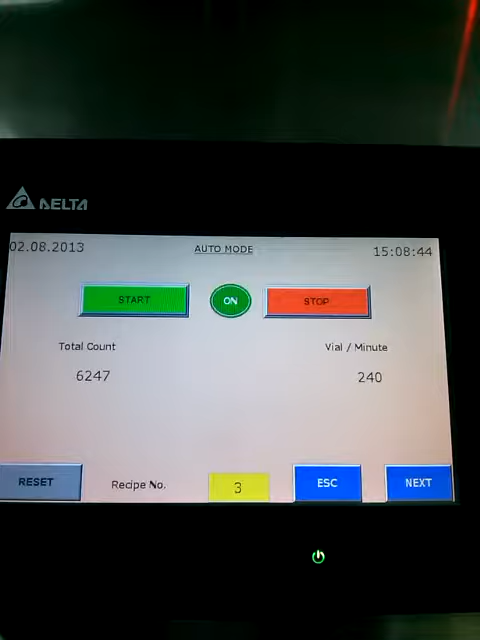 DELTA
02.08.2013 AUTO MODE 15:08:44
START ON STOP
Total Count Vial / Minute
6247 240
RESET Recipe No. 3 ESC NEXT